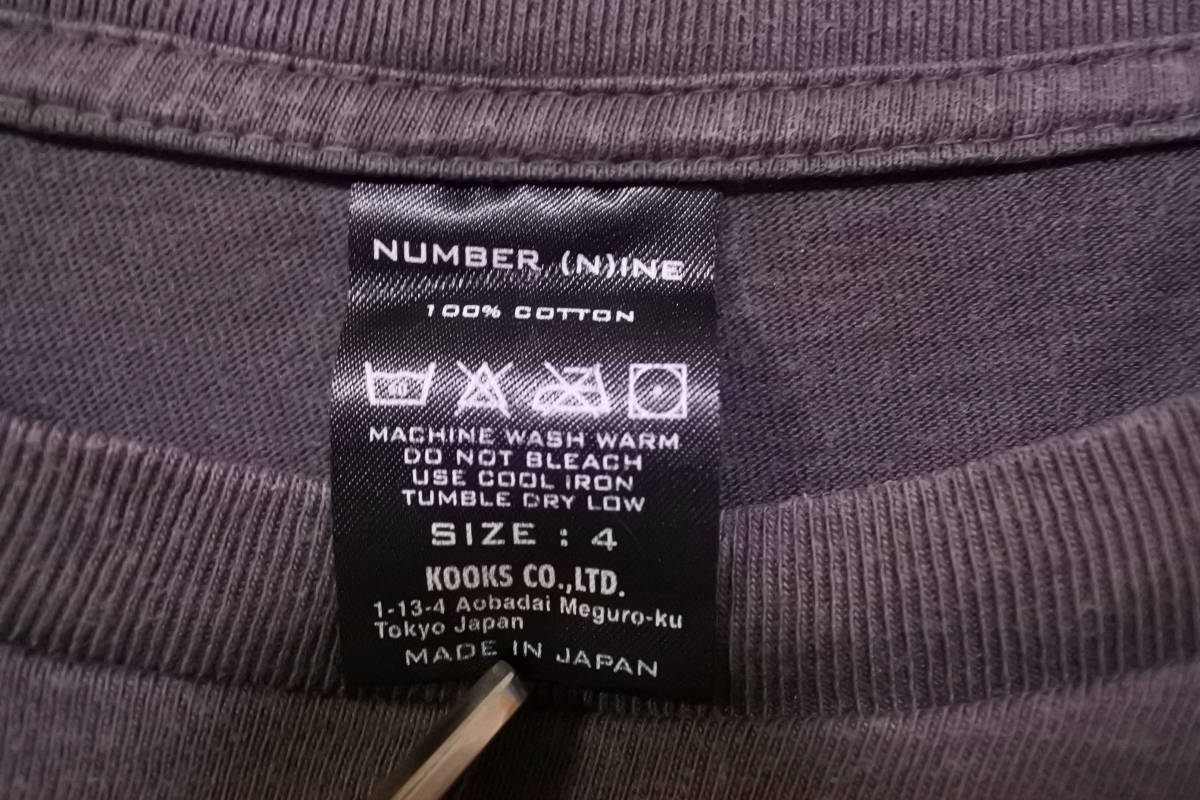 NUMBER (N)INE
100% COTTON
40
MACHINE WASH WARM
DO NOT BLEACH
USE COOL IRON
TUMBLE DRY LOW
SIZE : 4
KOOKS CO.,LTD.
1-13-4 Aobadai Meguro-ku
Tokyo Japan
MADE IN JAPAN